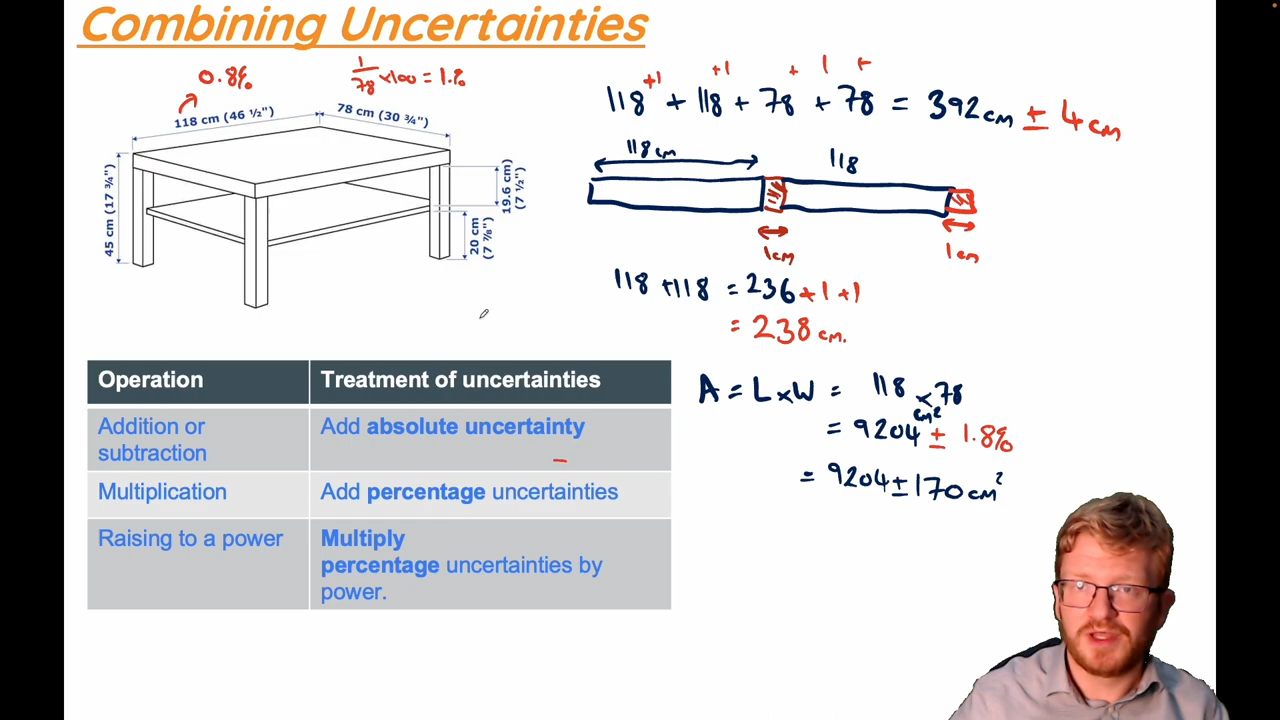 Combining Uncertainties
0.8%
1/78 x100 = 1%
118 cm (46 ½")
78 cm (30 ¾")
45 cm (17 ¾")
19.6 cm)
(7 ½")
20 cm
(7 ⅞")
+1 +1 + 1 +
118 + 118 + 78 + 78 = 392cm ± 4cm
118cm
118
1cm
1cm
118 +118 = 236 +1 +1
= 238 cm.
A = L x W = 118 x 78
= 9204 cm² ± 1.8%
= 9204 ± 170 cm²
Operation
Treatment of uncertainties
Addition or
subtraction
Add absolute uncertainty
Multiplication
Add percentage uncertainties
Raising to a power
Multiply
percentage uncertainties by
power.